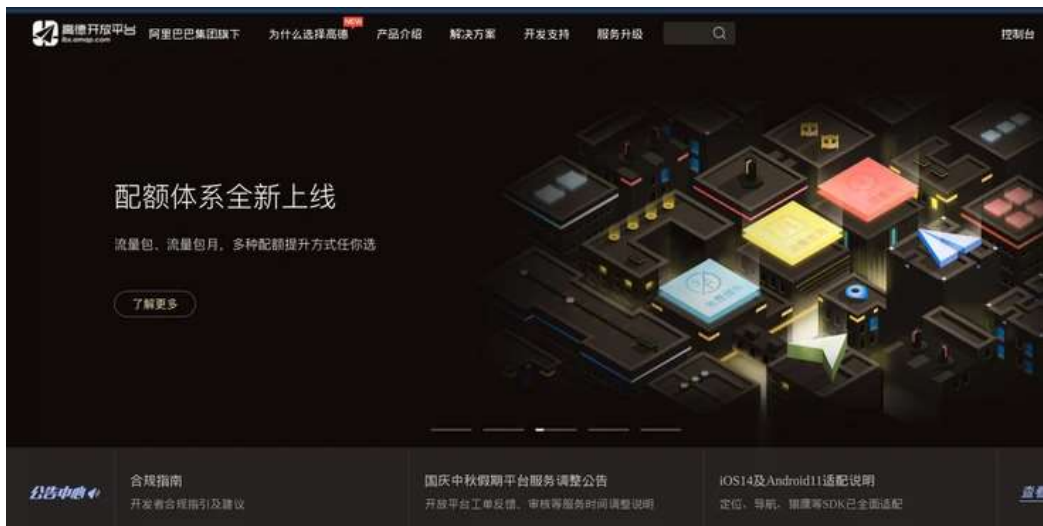 高德开放平台
lbs.amap.com
阿里巴巴集团旗下
为什么选择高德
NEW
产品介绍
解决方案
开发支持
服务升级
控制台
配额体系全新上线
流量包、流量包月，多种配额提升方式任你选
了解更多
公告中心
合规指南
开发者合规指引及建议
国庆中秋假期平台服务调整公告
开放平台工单反馈、审核等服务时间调整说明
iOS14及Android11适配说明
定位、导航、猎鹰等SDK已全面适配
查看